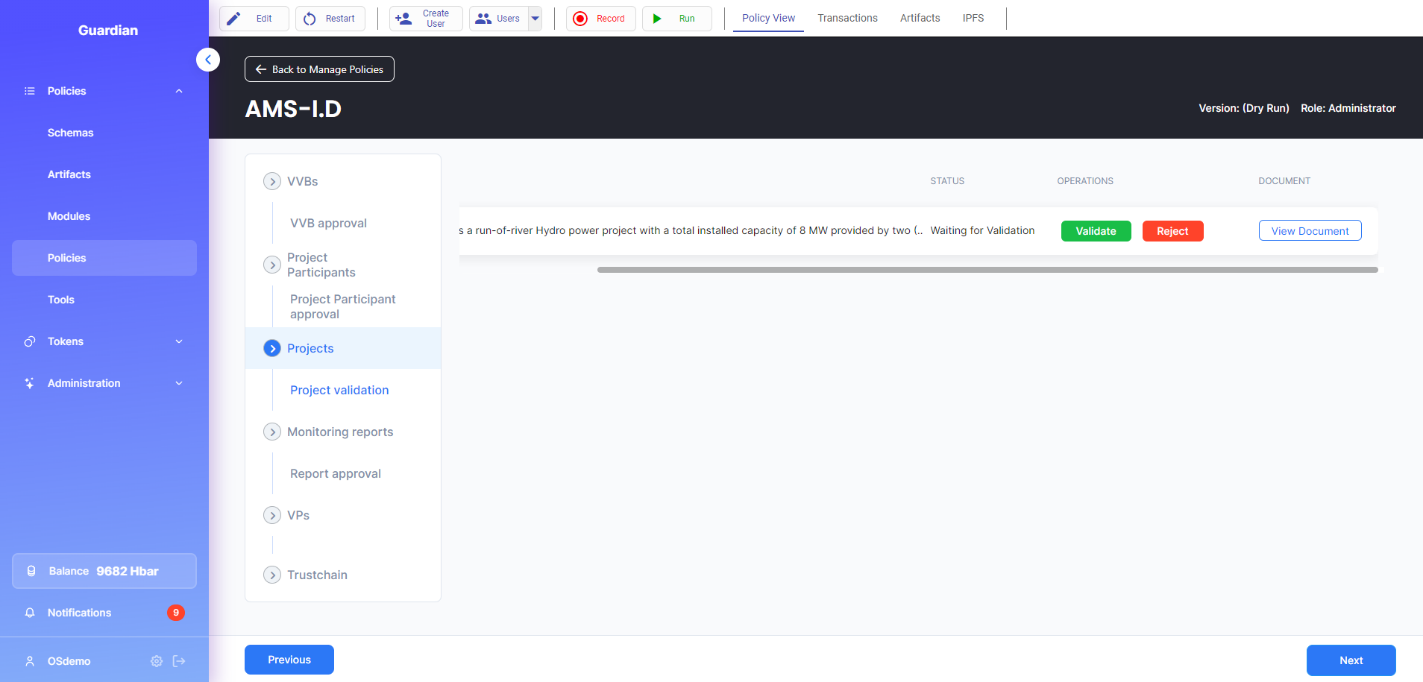 Guardian
Policies
Schemas
Artifacts
Modules
Policies
Tools
Tokens
Administration
Balance 9682 Hbar
Notifications 9
OSdemo
Edit
Restart
Create
User
Users
Record
Run
Policy View
Transactions
Artifacts
IPFS
Back to Manage Policies
AMS-I.D
Version: (Dry Run) Role: Administrator
VVBs
VVB approval
Project
Participants
Project Participant
approval
Projects
Project validation
Monitoring reports
Report approval
VPs
Trustchain
STATUS OPERATIONS DOCUMENT
s a run-of-river Hydro power project with a total installed capacity of 8 MW provided by two (.. Waiting for Validation Validate Reject View Document
Previous
Next